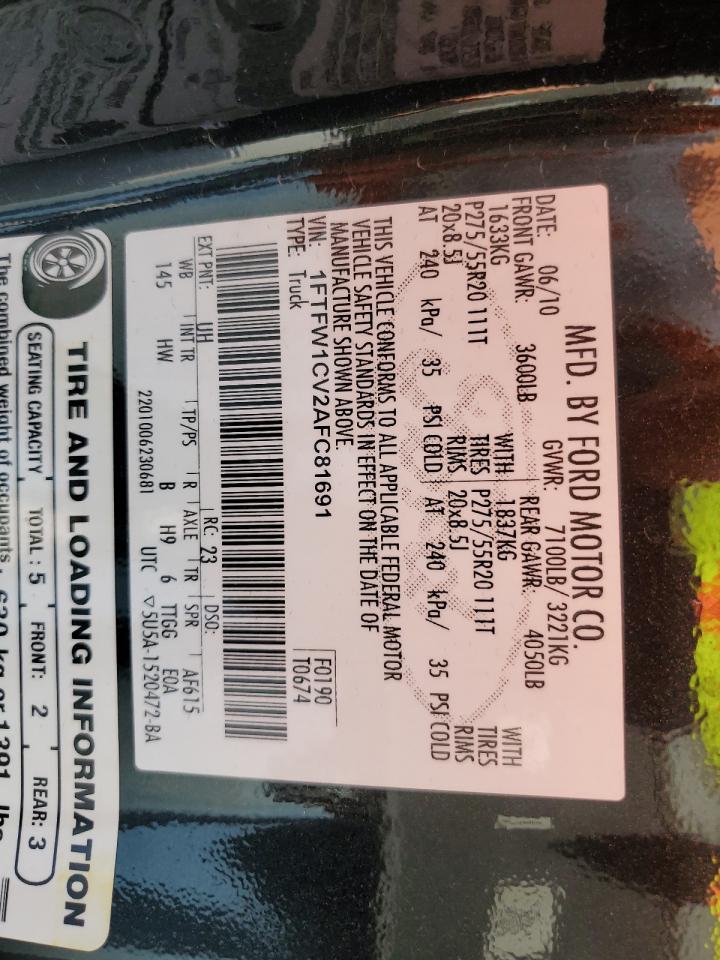 MFD. BY FORD MOTOR CO.
DATE: 06/10 GVWR: 7100LB/ 3221KG
FRONT GAWR: 3600LB REAR GAWR: 4050LB
1633KG WITH 1837KG WITH
P275/55R20 111T TIRES P275/55R20 111T TIRES
20x8.5J RIMS 20x8.5J RIMS
AT 240 kPa/ 35 PSI COLD AT 240 kPa/ 35 PSI COLD
THIS VEHICLE CONFORMS TO ALL APPLICABLE FEDERAL MOTOR
VEHICLE SAFETY STANDARDS IN EFFECT ON THE DATE OF
MANUFACTURE SHOWN ABOVE.
VIN: 1FTFW1CV2AFC81691 F0190
TYPE: Truck T0674
EXT PNT: UH RC: 23 DSO:
WB INT TR TP/PS R AXLE TR SPR AF615
145 HW B H9 6 TTGG E0A
2201006230681 UTC ▽5U5A-1520472-BA
TIRE AND LOADING INFORMATION
SEATING CAPACITY TOTAL : 5 FRONT: 2 REAR: 3
The combined weight of occupants